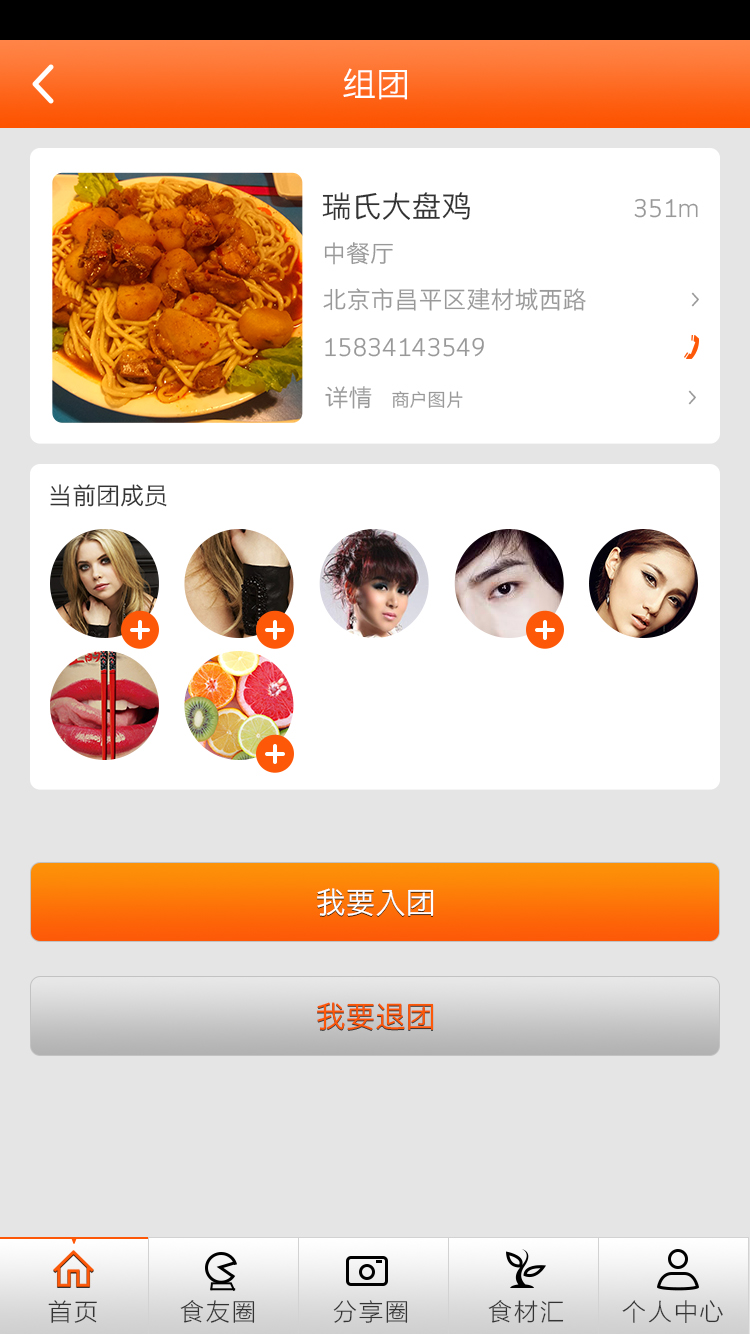 组团
瑞氏大盘鸡 351m
中餐厅
北京市昌平区建材城西路
15834143549
详情 商户图片
当前团成员
我要入团
我要退团
首页 食友圈 分享圈 食材汇 个人中心